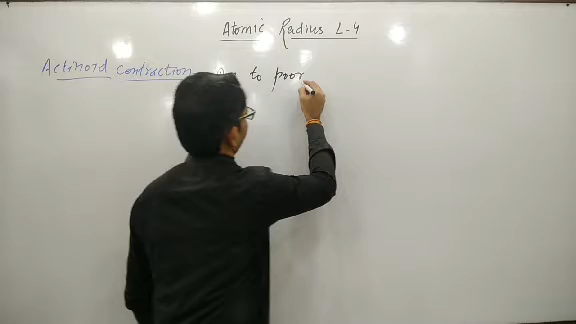 Atomic Radius L-4
Actinoid contraction to poor